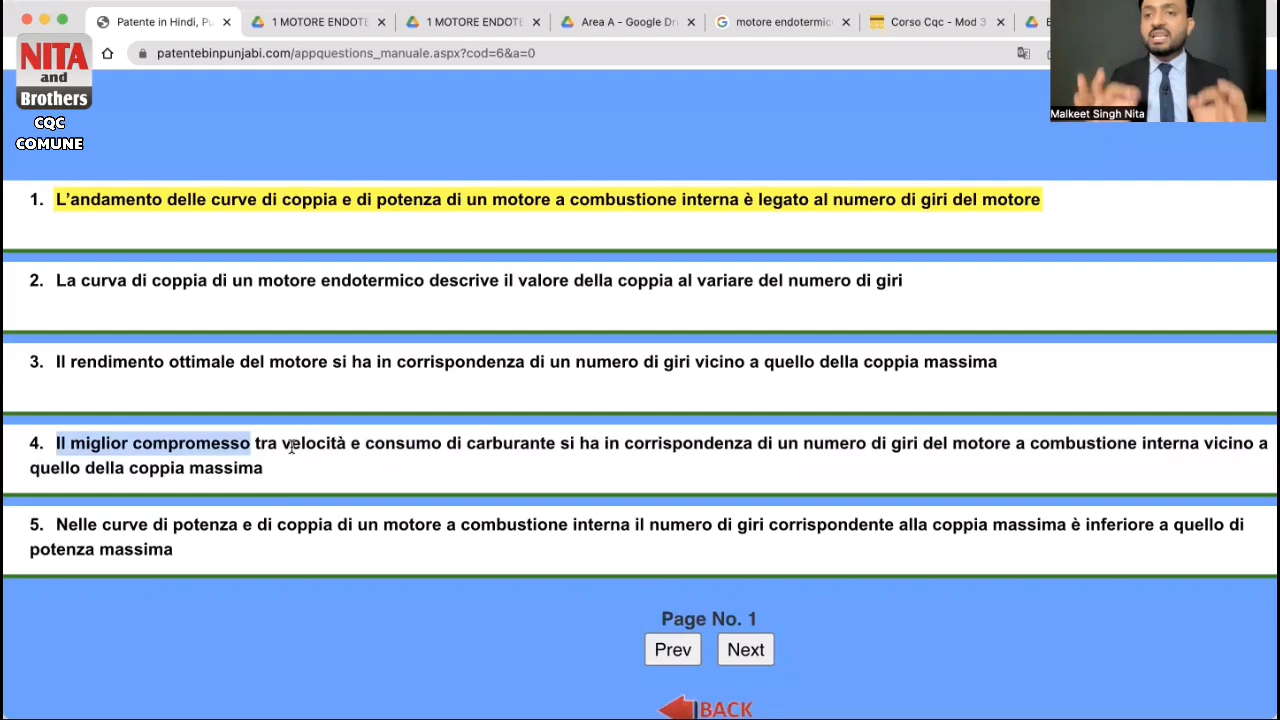 Patente in Hindi, Pu
1 MOTORE ENDOTE
1 MOTORE ENDOT
Area A - Google Dri
motore endotermic
Corso Cqc - Mod 3
patentebinpunjabi.com/appquestions_manuale.aspx?cod=6&a=0
NITA
and
Brothers
CQC
COMUNE
Malkeet Singh Nita
1. L'andamento delle curve di coppia e di potenza di un motore a combustione interna è legato al numero di giri del motore
2. La curva di coppia di un motore endotermico descrive il valore della coppia al variare del numero di giri
3. Il rendimento ottimale del motore si ha in corrispondenza di un numero di giri vicino a quello della coppia massima
4. Il miglior compromesso tra velocità e consumo di carburante si ha in corrispondenza di un numero di giri del motore a combustione interna vicino a
quello della coppia massima
5. Nelle curve di potenza e di coppia di un motore a combustione interna il numero di giri corrispondente alla coppia massima è inferiore a quello di
potenza massima
Page No. 1
Prev Next
BACK